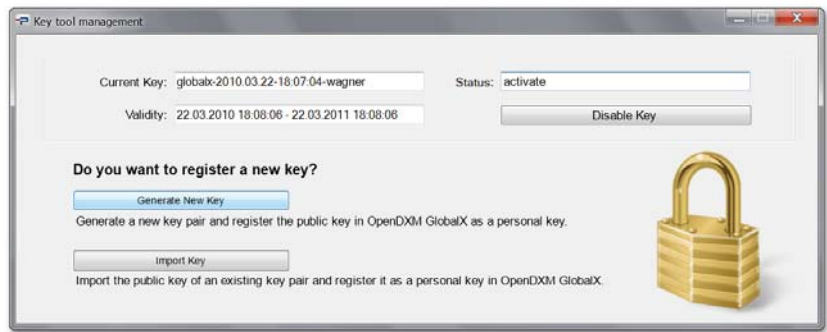 Key tool management
Current Key: globalx-2010.03.22-18:07:04-wagner Status: activate
Validity: 22.03.2010 18:08:06 - 22.03.2011 18:08:06 Disable Key
Do you want to register a new key?
Generate New Key
Generate a new key pair and register the public key in OpenDXM GlobalX as a personal key.
Import Key
Import the public key of an existing key pair and register it as a personal key in OpenDXM GlobalX.